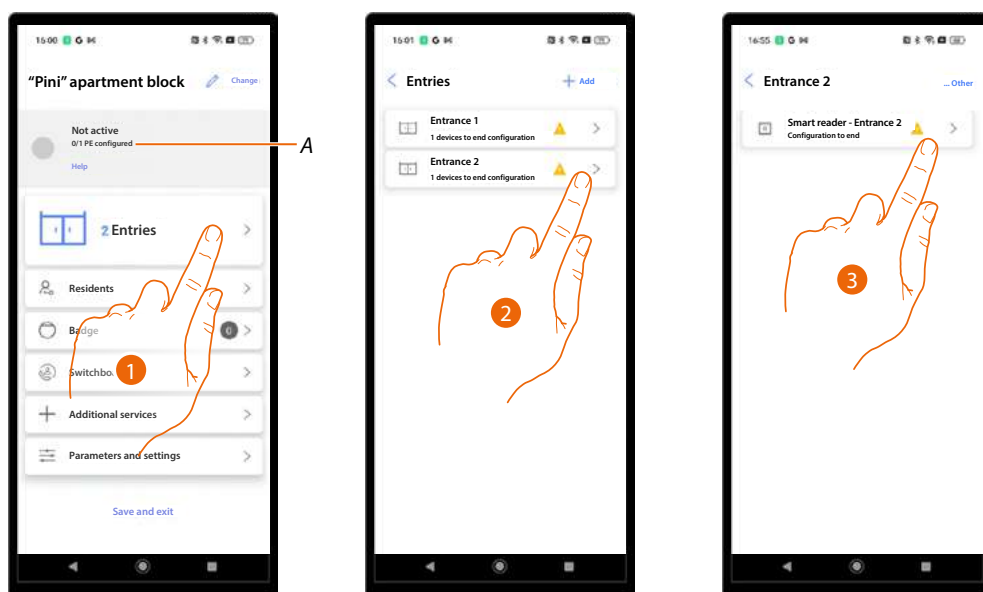 15:00
"Pini" apartment block
Change
Not active
0/1 PE configured
Help
A
2 Entries
Residents
Badge
0
Switchbo
1
Additional services
Parameters and settings
Save and exit
15:01
Entries
+ Add
Entrance 1
1 devices to end configuration
Entrance 2
1 devices to end configuration
2
16:55
Entrance 2
... Other
Smart reader - Entrance 2
Configuration to end
3